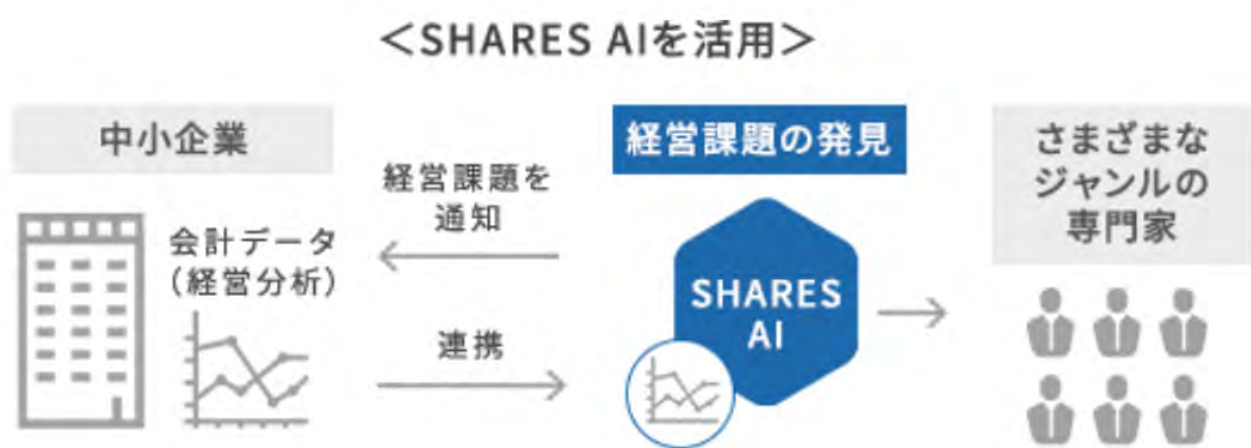 ＜SHARES AIを活用＞
中小企業
会計データ
（経営分析）
経営課題を
通知
連携
経営課題の発見
SHARES
AI
さまざまな
ジャンルの
専門家